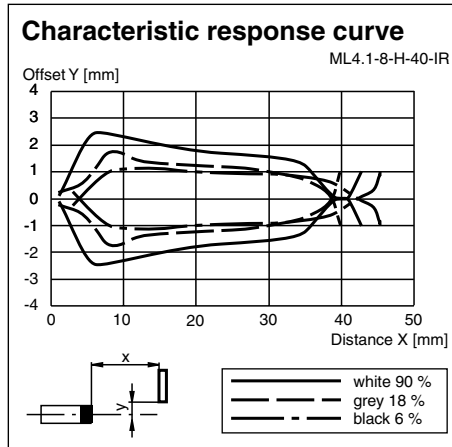 Characteristic response curve
ML4.1-8-H-40-IR
Offset Y [mm]
4
3
2
1
0
-1
-2
-3
-4
0 10 20 30 40 50
Distance X [mm]
x
y
white 90 %
grey 18 %
black 6 %